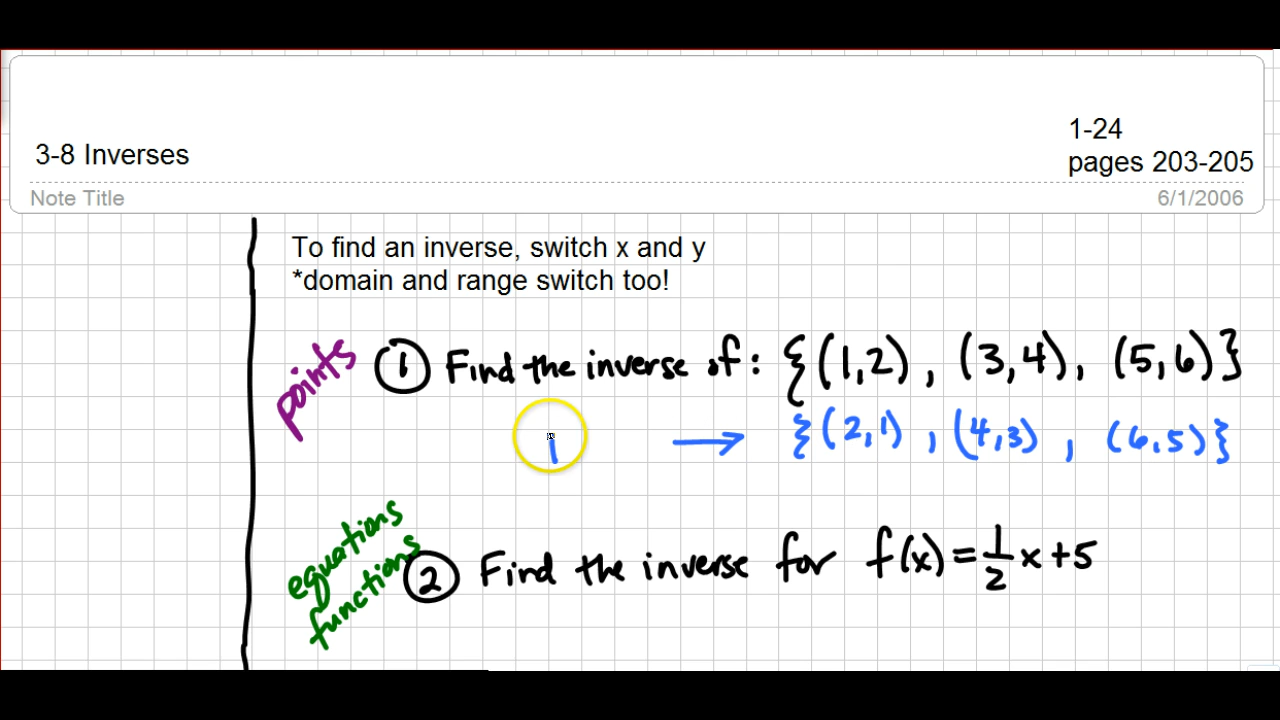 3-8 Inverses
1-24
pages 203-205
Note Title
6/1/2006
To find an inverse, switch x and y
*domain and range switch too!
points
① Find the inverse of: {(1,2), (3,4), (5,6)}
→ {(2,1), (4,3), (6,5)}
equations
functions
② Find the inverse for f(x)=½x+5